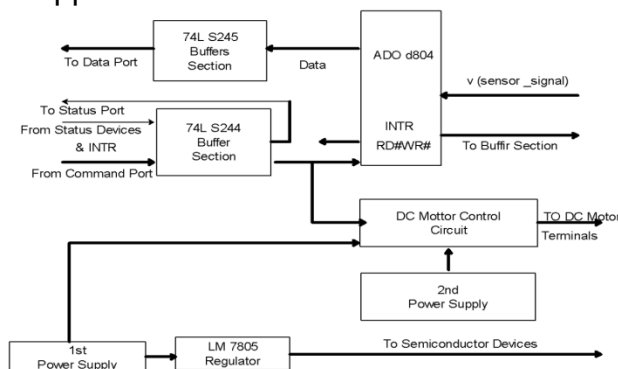 74L S245
Buffers
Section
To Data Port
Data
ADO d804
v (sensor _signal)
To Status Port
From Status Devices
& INTR
From Command Port
74L S244
Buffer
Section
INTR
RD#WR#
To Buffir Section
DC Mottor Control
Circuit
TO DC Motor
Terminals
2nd
Power Supply
1st
Power Supply
LM 7805
Regulator
To Semiconductor Devices